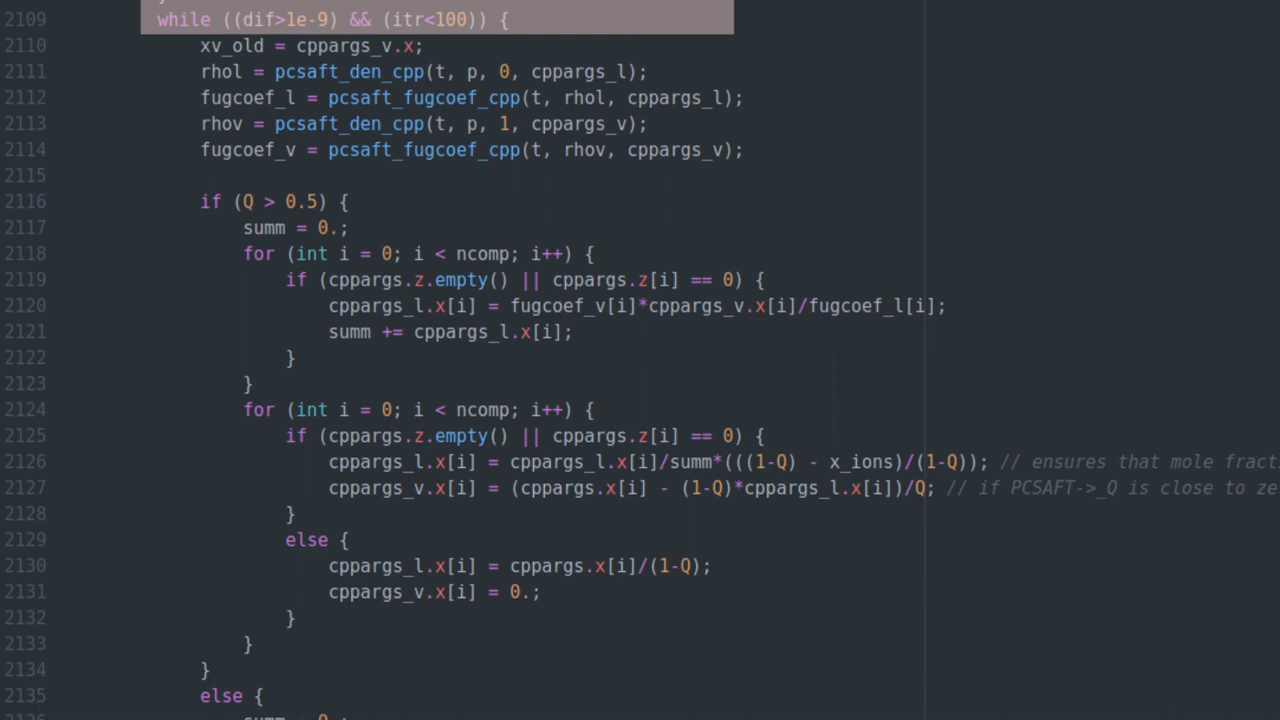 2109 while ((dif>1e-9) && (itr<100)) {
2110 xv_old = cppargs_v.x;
2111 rhol = pcsaft_den_cpp(t, p, 0, cppargs_l);
2112 fugcoef_l = pcsaft_fugcoef_cpp(t, rhol, cppargs_l);
2113 rhov = pcsaft_den_cpp(t, p, 1, cppargs_v);
2114 fugcoef_v = pcsaft_fugcoef_cpp(t, rhov, cppargs_v);
2115
2116 if (Q > 0.5) {
2117 summ = 0.;
2118 for (int i = 0; i < ncomp; i++) {
2119 if (cppargs.z.empty() || cppargs.z[i] == 0) {
2120 cppargs_l.x[i] = fugcoef_v[i]*cppargs_v.x[i]/fugcoef_l[i];
2121 summ += cppargs_l.x[i];
2122 }
2123 }
2124 for (int i = 0; i < ncomp; i++) {
2125 if (cppargs.z.empty() || cppargs.z[i] == 0) {
2126 cppargs_l.x[i] = cppargs_l.x[i]/summ*(((1-Q) - x_ions)/(1-Q)); // ensures that mole fract
2127 cppargs_v.x[i] = (cppargs.x[i] - (1-Q)*cppargs_l.x[i])/Q; // if PCSAFT->_Q is close to ze
2128 }
2129 else {
2130 cppargs_l.x[i] = cppargs.x[i]/(1-Q);
2131 cppargs_v.x[i] = 0.;
2132 }
2133 }
2134 }
2135 else {
2136 summ = 0.;